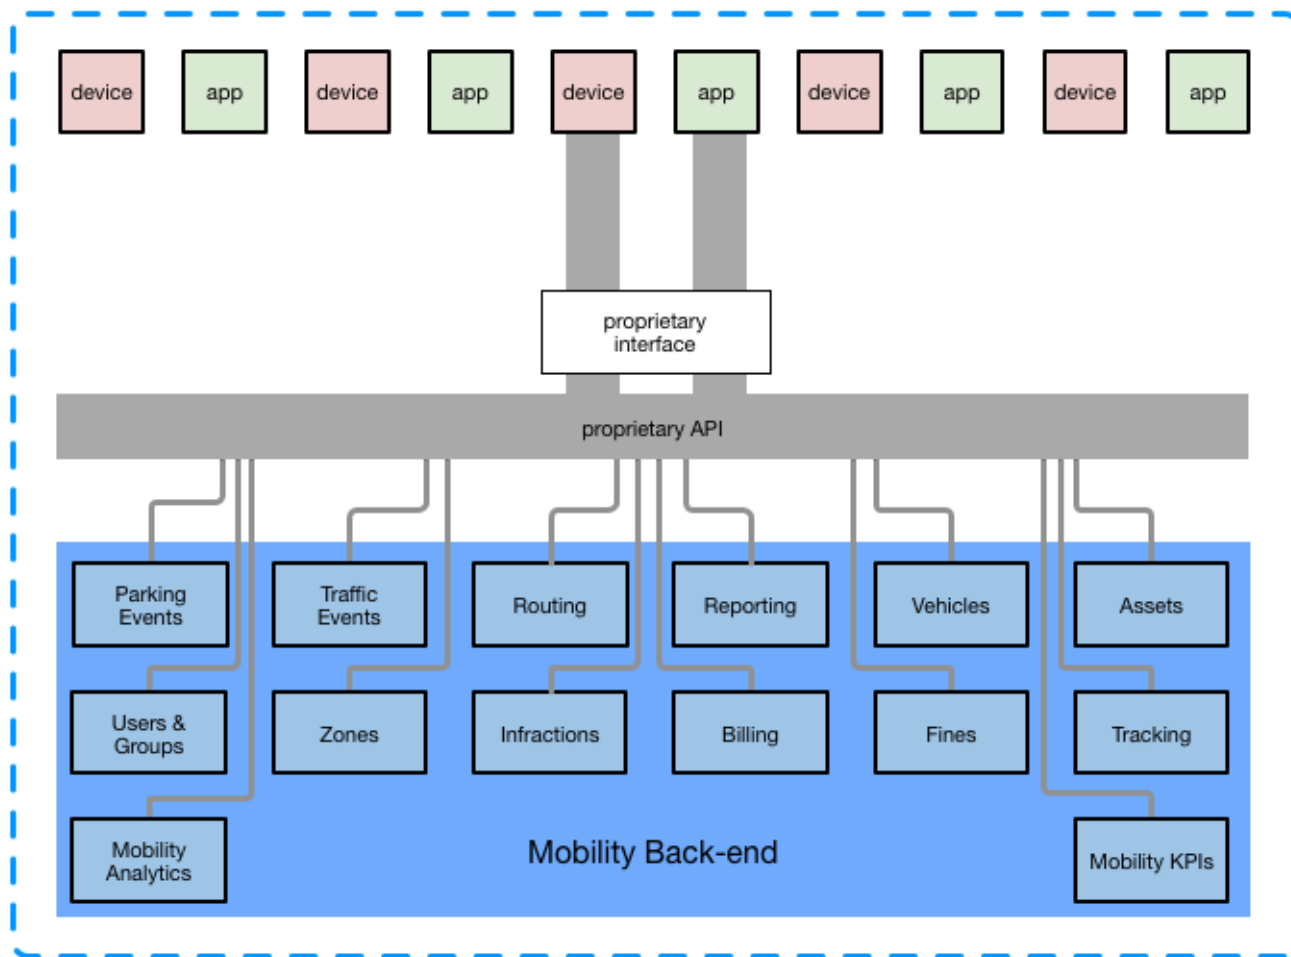 device
app
device
app
device
app
device
app
device
app
proprietary
interface
proprietary API
Parking
Events
Traffic
Events
Routing
Reporting
Vehicles
Assets
Users &
Groups
Zones
Infractions
Billing
Fines
Tracking
Mobility
Analytics
Mobility Back-end
Mobility KPIs